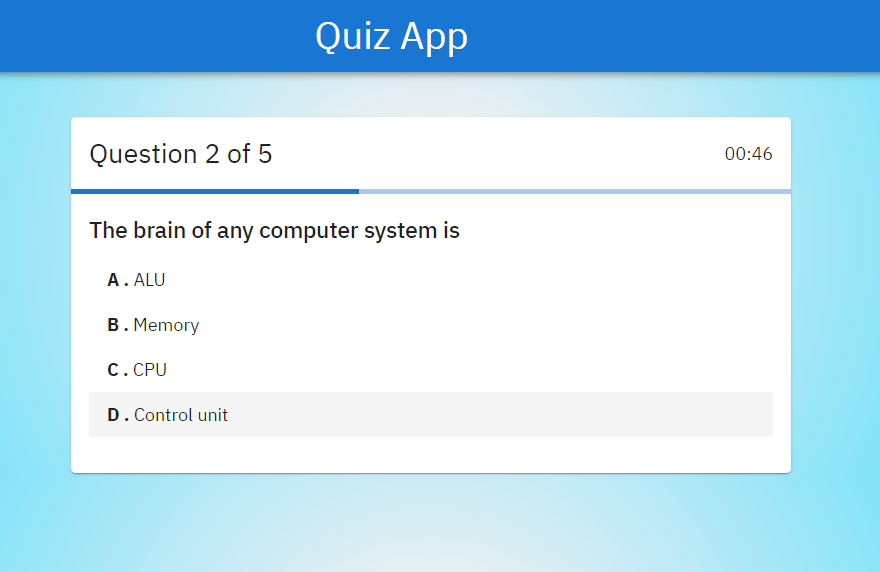 Quiz App
Question 2 of 5
00:46
The brain of any computer system is
A . ALU
B . Memory
C . CPU
D . Control unit